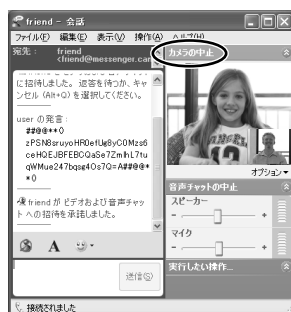 friend - 会話
ファイル(F) 編集(E) 表示(V) 操作(A) ヘルプ(H)
宛先： friend
<friend@messenger.can
に招待しました。 返答を待つか、キャ
ンセル (Alt+Q) を選択してください。
user の発言：
##@@**0
qWMue247bqsg4Os7Q=A##@@*
*0
friend が ビデオおよび音声チャッ
ト への招待を承諾しました。
送信(S)
接続されました
カメラの中止
オプション
音声チャットの中止
スピーカー
- +
マイク
- +
実行したい操作...